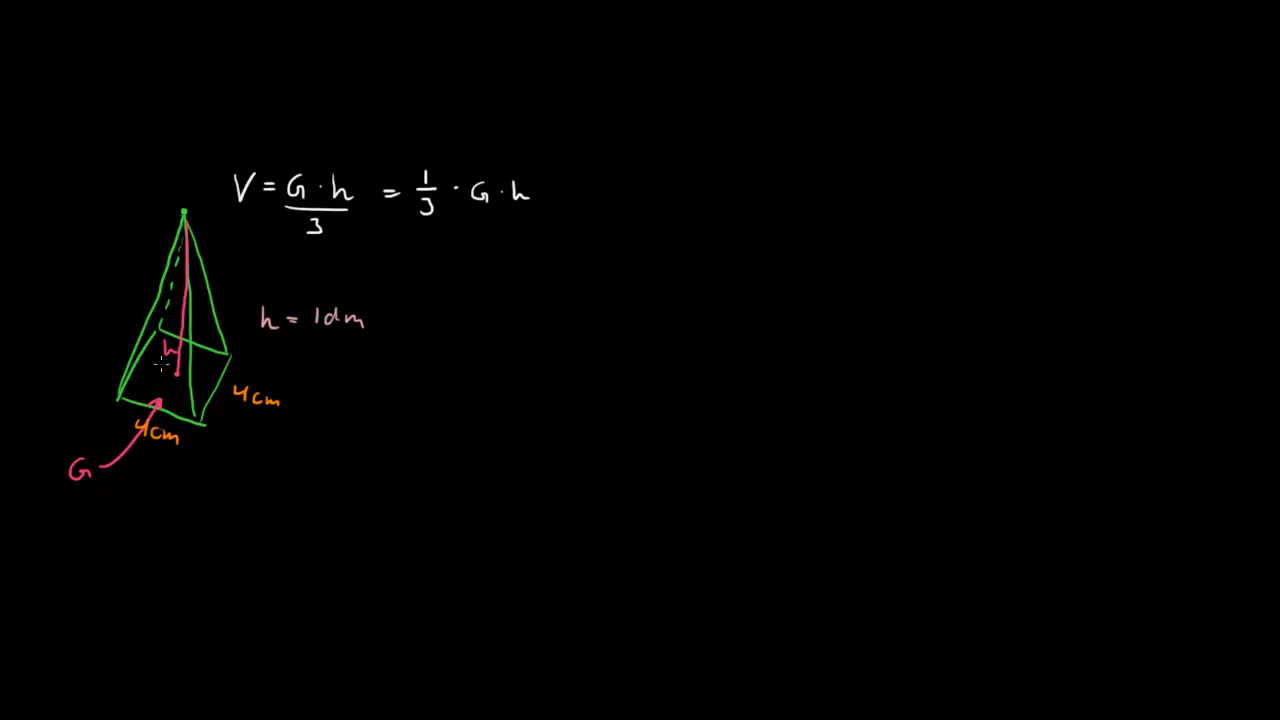 V = G · h / 3 = 1/3 · G · h
h = 1dm
h
4cm
4cm
G